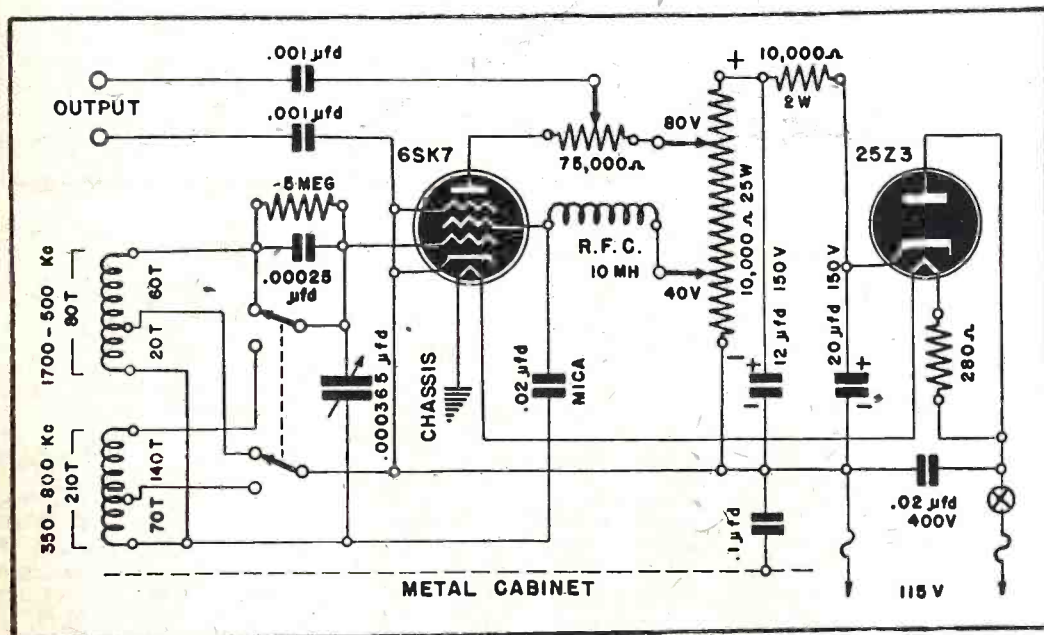 .001 µfd
OUTPUT
.001 µfd
.5 MEG
.00025
µfd
1700-500 Kc
80T
60T
20T
350-800 Kc
210T
140T
70T
.000365 µfd
CHASSIS
6SK7
75,000Ω
80V
R.F.C.
10 MH
40V
.02 µfd
MICA
+
10,000Ω 25W
-
10,000Ω
2W
12 µfd 150V
+
-
20 µfd 150V
+
-
25Z3
280Ω
.02 µfd
400V
.1 µfd
METAL CABINET
115V